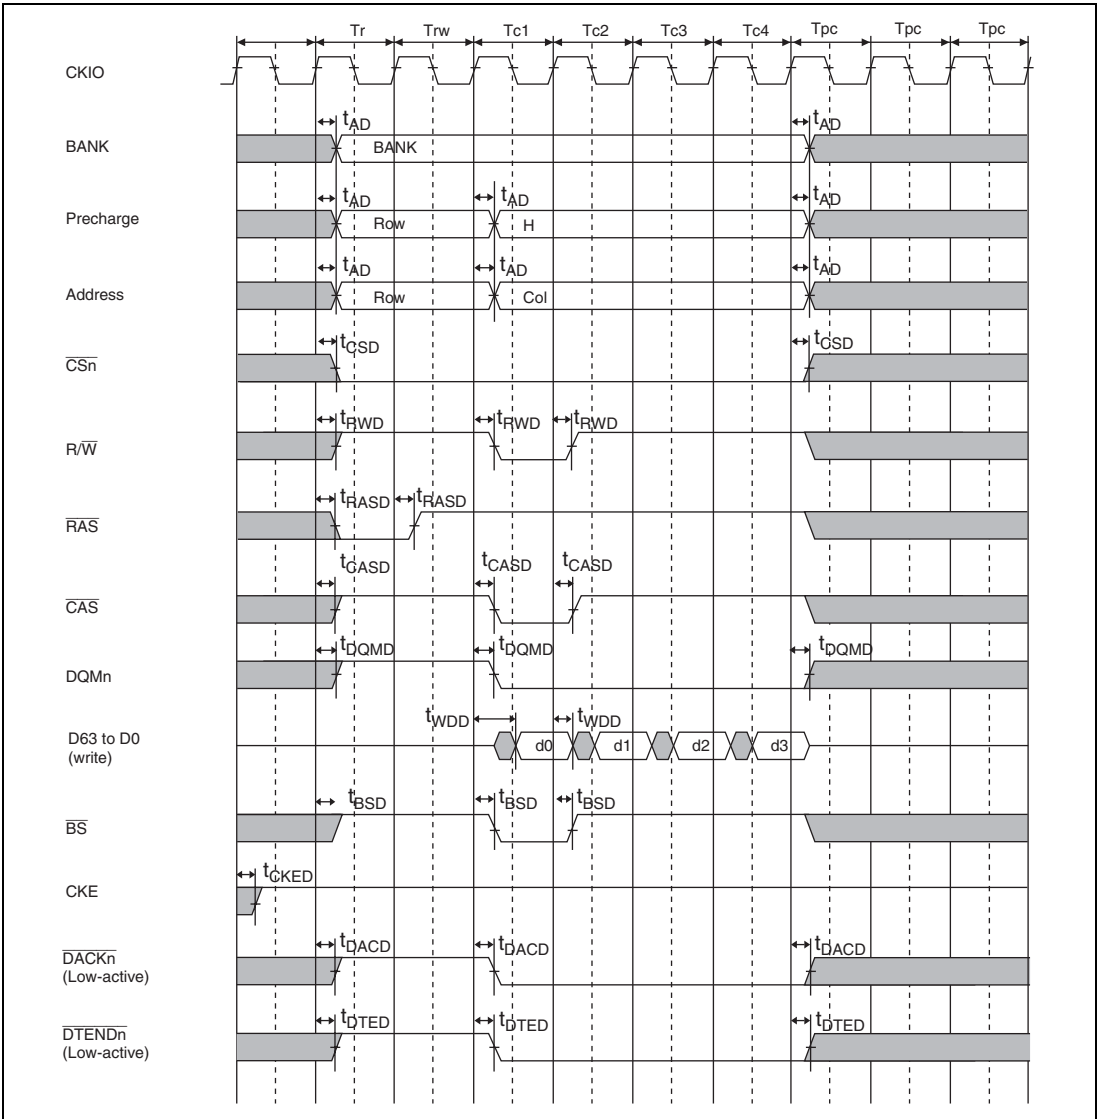 Tr Trw Tc1 Tc2 Tc3 Tc4 Tpc Tpc Tpc
CKIO
tAD tAD
BANK BANK
tAD tAD tAD
Precharge Row H
tAD tAD tAD
Address Row Col
tCSD tCSD
CSn
tRWD tRWD tRWD
R/W
tRASD tRASD
RAS
tCASD tCASD tCASD
CAS
tDQMD tDQMD tDQMD
DQMn
tWDD tWDD
D63 to D0 d0 d1 d2 d3
(write)
tBSD tBSD tBSD
BS
tCKED
CKE
tDACD tDACD tDACD
DACKn
(Low-active)
tDTED tDTED tDTED
DTENDn
(Low-active)